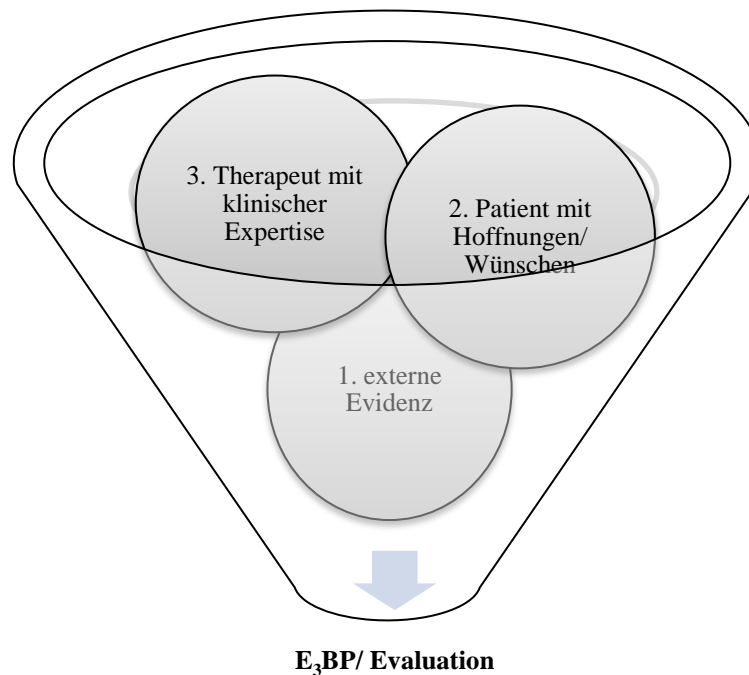 3. Therapeut mit
klinischer
Expertise
2. Patient mit
Hoffnungen/
Wünschen
1. externe
Evidenz
E₃BP/ Evaluation